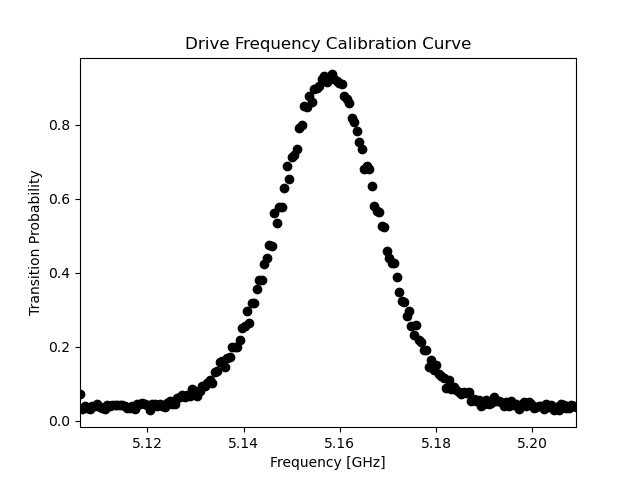 Drive Frequency Calibration Curve
Transition Probability
0.8
0.6
0.4
0.2
0.0
5.12 5.14 5.16 5.18 5.20
Frequency [GHz]